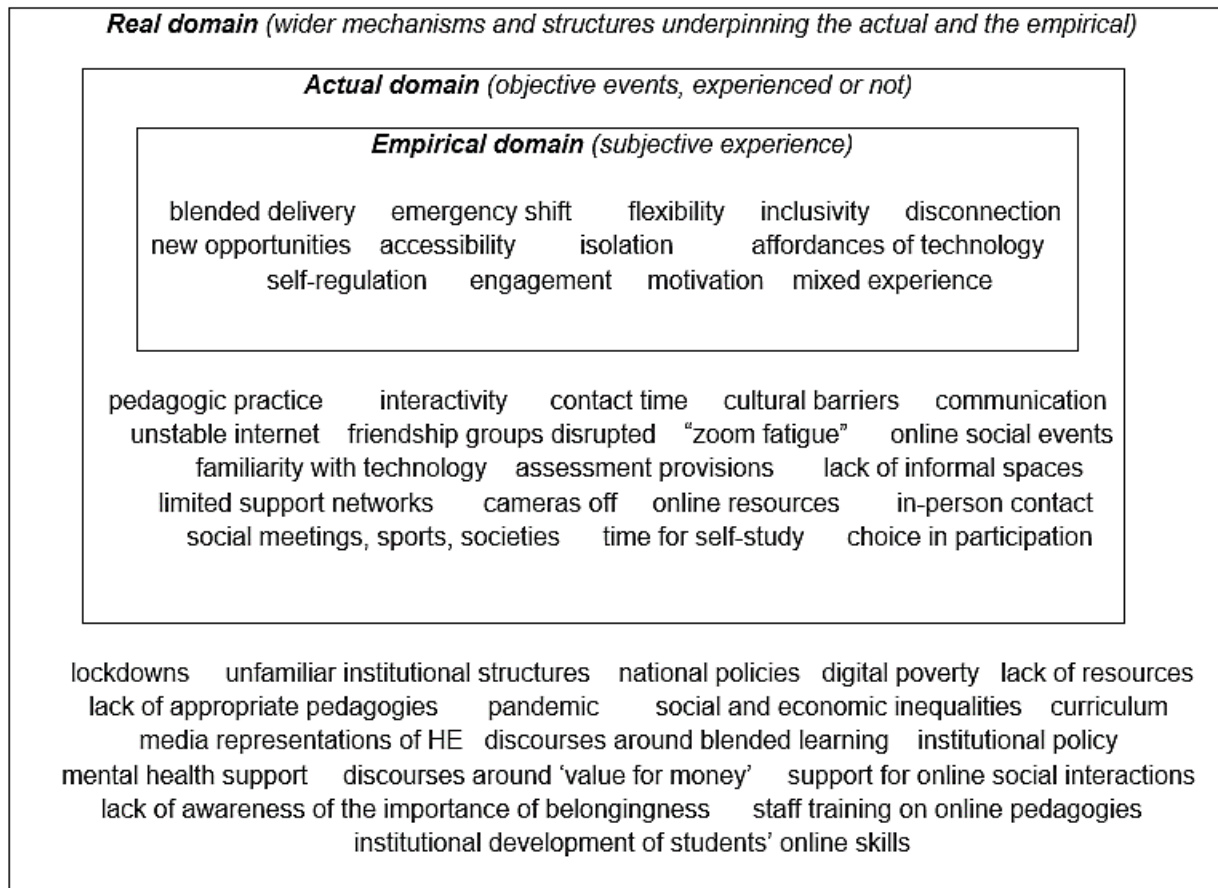 Real domain (wider mechanisms and structures underpinning the actual and the empirical)
Actual domain (objective events, experienced or not)
Empirical domain (subjective experience)
blended delivery emergency shift flexibility inclusivity disconnection
new opportunities accessibility isolation affordances of technology
self-regulation engagement motivation mixed experience
pedagogic practice interactivity contact time cultural barriers communication
unstable internet friendship groups disrupted “zoom fatigue” online social events
familiarity with technology assessment provisions lack of informal spaces
limited support networks cameras off online resources in-person contact
social meetings, sports, societies time for self-study choice in participation
lockdowns unfamiliar institutional structures national policies digital poverty lack of resources
lack of appropriate pedagogies pandemic social and economic inequalities curriculum
media representations of HE discourses around blended learning institutional policy
mental health support discourses around ‘value for money’ support for online social interactions
lack of awareness of the importance of belongingness staff training on online pedagogies
institutional development of students’ online skills